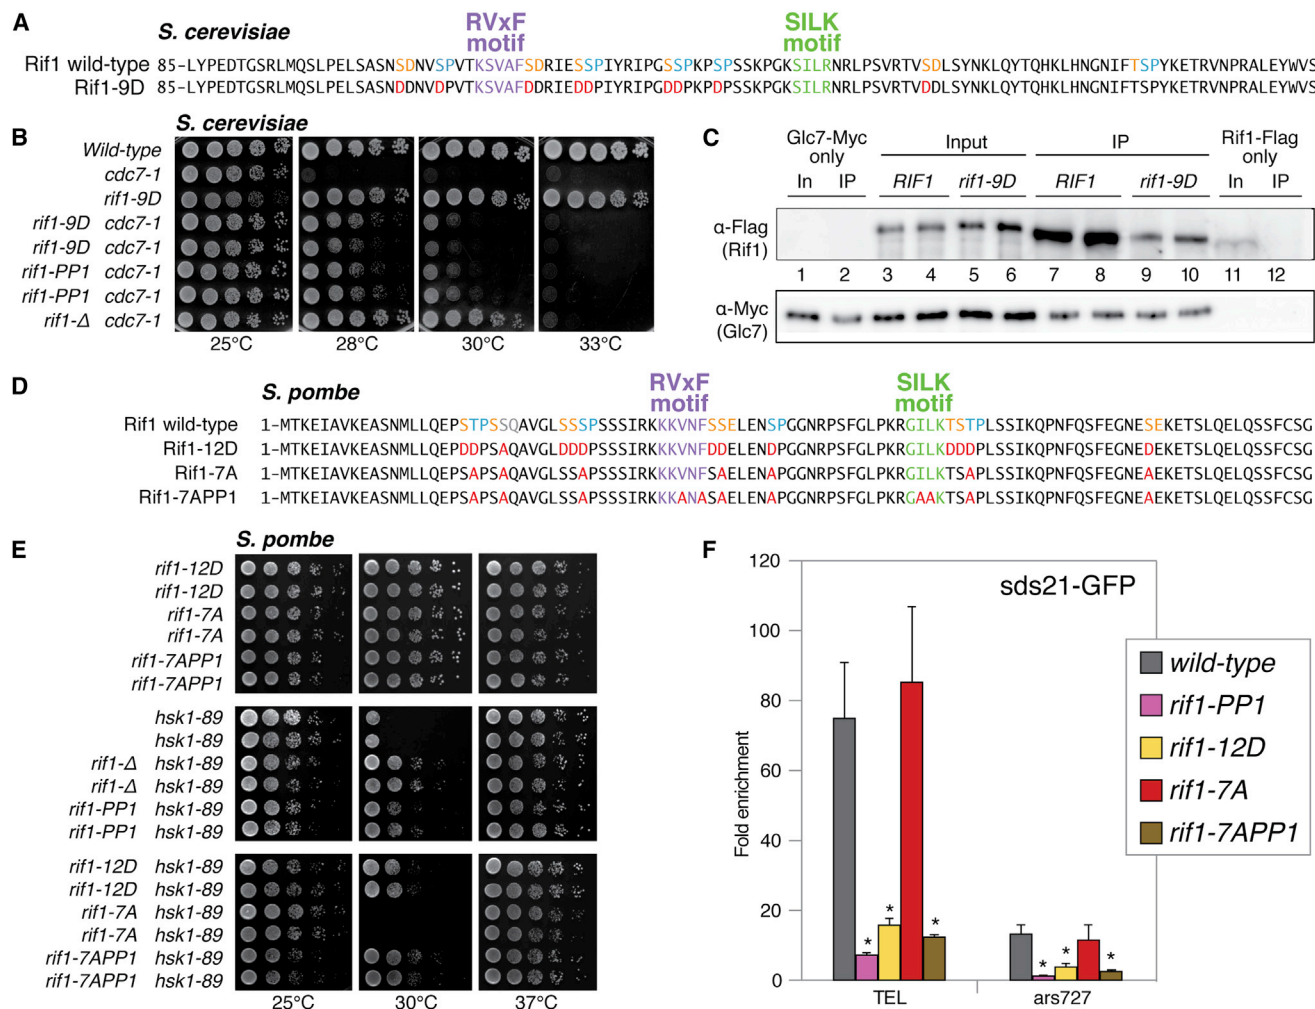 A
S. cerevisiae
RVxF motif
SILK motif
Rif1 wild-type 85–LYPEDTGSRLMQSLPELSASNSDNVSPVTKSVAFSDRIESSPIYRIPGSSPKPSPSSKPGKSILRNRLPSVRTVSDLSYNKLQYTQHKLHNGNIFTSPYKETRVNPRALEYWVS
Rif1-9D 85–LYPEDTGSRLMQSLPELSASNDDNVDPVTKSVAFDDRIEDDPIYRIPGDDPKPDPSSKPGKSILRNRLPSVRTVDDLSYNKLQYTQHKLHNGNIFTSPYKETRVNPRALEYWVS
B
S. cerevisiae
Wild-type
cdc7-1
rif1-9D
rif1-9D cdc7-1
rif1-9D cdc7-1
rif1-PP1 cdc7-1
rif1-PP1 cdc7-1
rif1-Δ cdc7-1
25°C 28°C 30°C 33°C
C
Glc7-Myc only
Input
IP
Rif1-Flag only
In IP RIF1 rif1-9D RIF1 rif1-9D In IP
α-Flag (Rif1)
1 2 3 4 5 6 7 8 9 10 11 12
α-Myc (Glc7)
D
S. pombe
RVxF motif
SILK motif
Rif1 wild-type 1–MTKEIAVKEASNMLLQEPSTPSSQAVGLSSSPSSSIRKKKVNFSSELENSPGGNRPSFGLPKRGILKTSTPLSSIKQPNFQSFEGNESEKETSLQELQSSFCSG
Rif1-12D 1–MTKEIAVKEASNMLLQEPDDPSAQAVGLDDDPSSSIRKKKVNFDDELENDPGGNRPSFGLPKRGILKDDDPLSSIKQPNFQSFEGNEDEKETSLQELQSSFCSG
Rif1-7A 1–MTKEIAVKEASNMLLQEPSAPSAQAVGLSSAPSSSIRKKKVNFSAELENAPGGNRPSFGLPKRGILKTSAPLSSIKQPNFQSFEGNEAEKETSLQELQSSFCSG
Rif1-7APP1 1–MTKEIAVKEASNMLLQEPSAPSAQAVGLSSAPSSSIRKKKANASAELENAPGGNRPSFGLPKRGAAKTSAPLSSIKQPNFQSFEGNEAEKETSLQELQSSFCSG
E
S. pombe
rif1-12D
rif1-12D
rif1-7A
rif1-7A
rif1-7APP1
rif1-7APP1
hsk1-89
hsk1-89
rif1-Δ hsk1-89
rif1-Δ hsk1-89
rif1-PP1 hsk1-89
rif1-PP1 hsk1-89
rif1-12D hsk1-89
rif1-12D hsk1-89
rif1-7A hsk1-89
rif1-7A hsk1-89
rif1-7APP1 hsk1-89
rif1-7APP1 hsk1-89
25°C 30°C 37°C
F
sds21-GFP
Fold enrichment
120
100
80
60
40
20
0
* * * * * *
TEL ars727
wild-type
rif1-PP1
rif1-12D
rif1-7A
rif1-7APP1